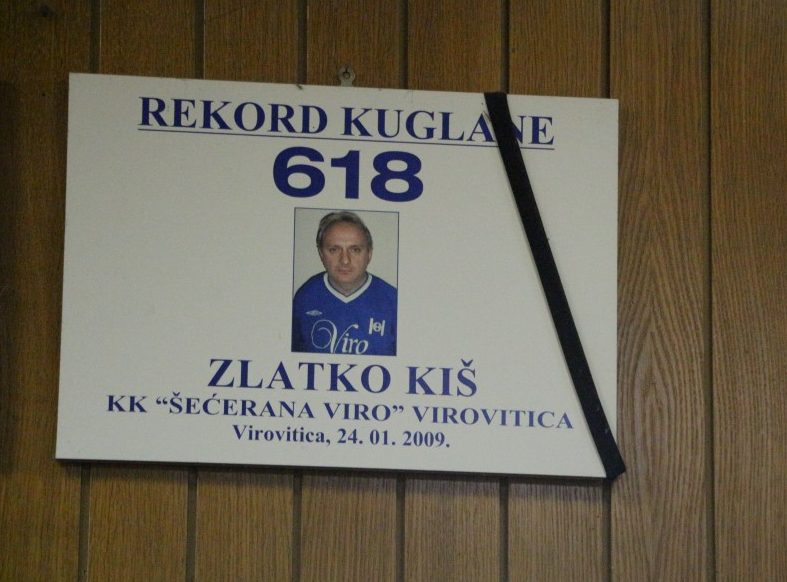 REKORD KUGLANE
618
Viro
ZLATKO KIŠ
KK “ŠEĆERANA VIRO” VIROVITICA
Virovitica, 24. 01. 2009.